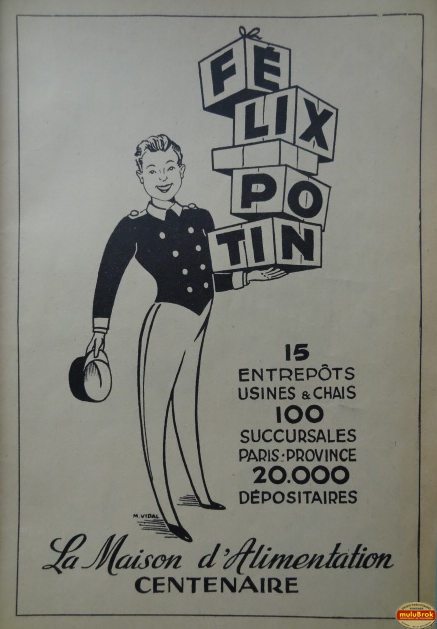 FÉ
LIX
PO
TIN
15
ENTREPÔTS
USINES & CHAIS
100
SUCCURSALES
PARIS-PROVINCE
20.000
DÉPOSITAIRES
M. VIDAL
La Maison d'Alimentation
CENTENAIRE
muluBrok